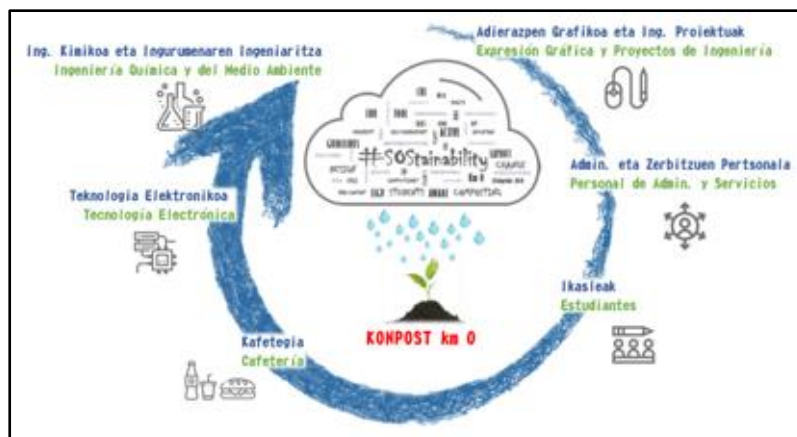 Adierazpen Grafikoa eta Ing. Proiektuak
Expresión Gráfica y Proyectos de Ingeniería
Ing. Kimikoa eta Ingurumenaren Ingeniaritza
Ingeniería Química y del Medio Ambiente
#SOStainability
STUDENTS
Admin. eta Zerbitzuen Pertsonala
Personal de Admin. y Servicios
Teknologia Elektronikoa
Tecnología Electrónica
Ikasleak
Estudiantes
KONPOST km 0
Kafetegia
Cafetería